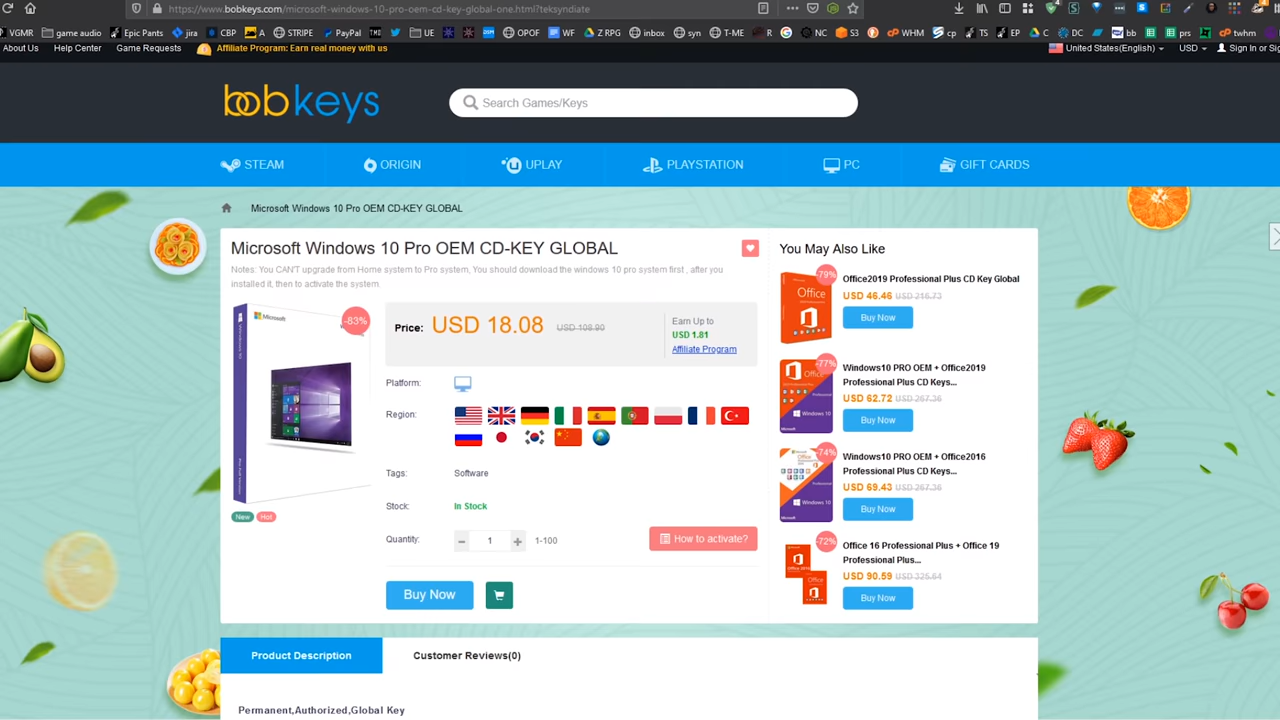 https://www.bobkeys.com/microsoft-windows-10-pro-oem-cd-key-global-one.html?teksyndiate
VGMR game audio Epic Pants jira CBP A STRIPE PayPal UE OPOF WF Z RPG inbox syn T-ME R G NC S3 WHM cp TS EP C DC bb prs twhm
About Us Help Center Game Requests Affiliate Program: Earn real money with us United States(English) USD Sign In or Sig
bobkeys
Search Games/Keys
STEAM ORIGIN UPLAY PLAYSTATION PC GIFT CARDS
Microsoft Windows 10 Pro OEM CD-KEY GLOBAL
Microsoft Windows 10 Pro OEM CD-KEY GLOBAL
Notes: You CAN'T upgrade from Home system to Pro system, You should download the windows 10 pro system first , after you
installed it, then to activate the system.
Microsoft
-83%
New Hot
Price: USD 18.08 USD 108.90
Earn Up to
USD 1.81
Affiliate Program
Platform:
Region:
Tags: Software
Stock: In Stock
Quantity: − 1 + 1-100
How to activate?
Buy Now
You May Also Like
-79%
Office
Office2019 Professional Plus CD Key Global
USD 46.46 USD 216.73
Buy Now
-77%
Windows 10
Windows10 PRO OEM + Office2019
Professional Plus CD Keys...
USD 62.72 USD 267.36
Buy Now
-74%
Windows 10
Windows10 PRO OEM + Office2016
Professional Plus CD Keys...
USD 69.43 USD 267.36
Buy Now
-72%
Office 16 Professional Plus + Office 19
Professional Plus...
USD 90.59 USD 325.64
Buy Now
Product Description Customer Reviews(0)
Permanent,Authorized,Global Key